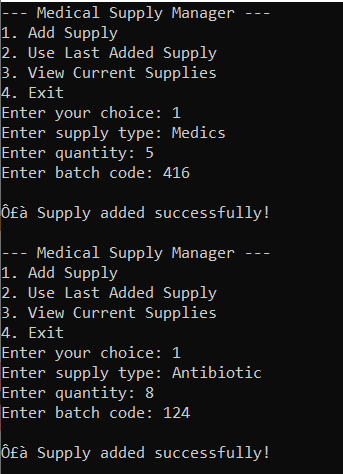 --- Medical Supply Manager ---
1. Add Supply
2. Use Last Added Supply
3. View Current Supplies
4. Exit
Enter your choice: 1
Enter supply type: Medics
Enter quantity: 5
Enter batch code: 416
Ô£à Supply added successfully!
--- Medical Supply Manager ---
1. Add Supply
2. Use Last Added Supply
3. View Current Supplies
4. Exit
Enter your choice: 1
Enter supply type: Antibiotic
Enter quantity: 8
Enter batch code: 124
Ô£à Supply added successfully!